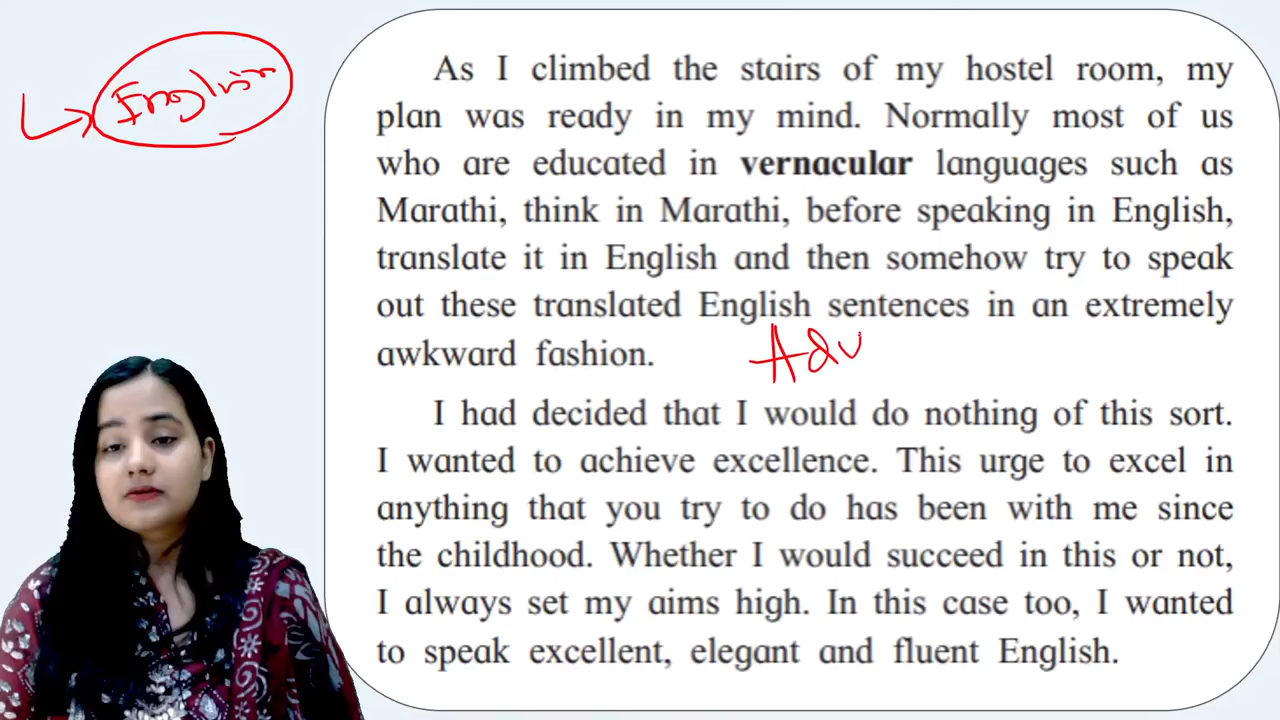 English
As I climbed the stairs of my hostel room, my
plan was ready in my mind. Normally most of us
who are educated in vernacular languages such as
Marathi, think in Marathi, before speaking in English,
translate it in English and then somehow try to speak
out these translated English sentences in an extremely
awkward fashion.
Adv
I had decided that I would do nothing of this sort.
I wanted to achieve excellence. This urge to excel in
anything that you try to do has been with me since
the childhood. Whether I would succeed in this or not,
I always set my aims high. In this case too, I wanted
to speak excellent, elegant and fluent English.